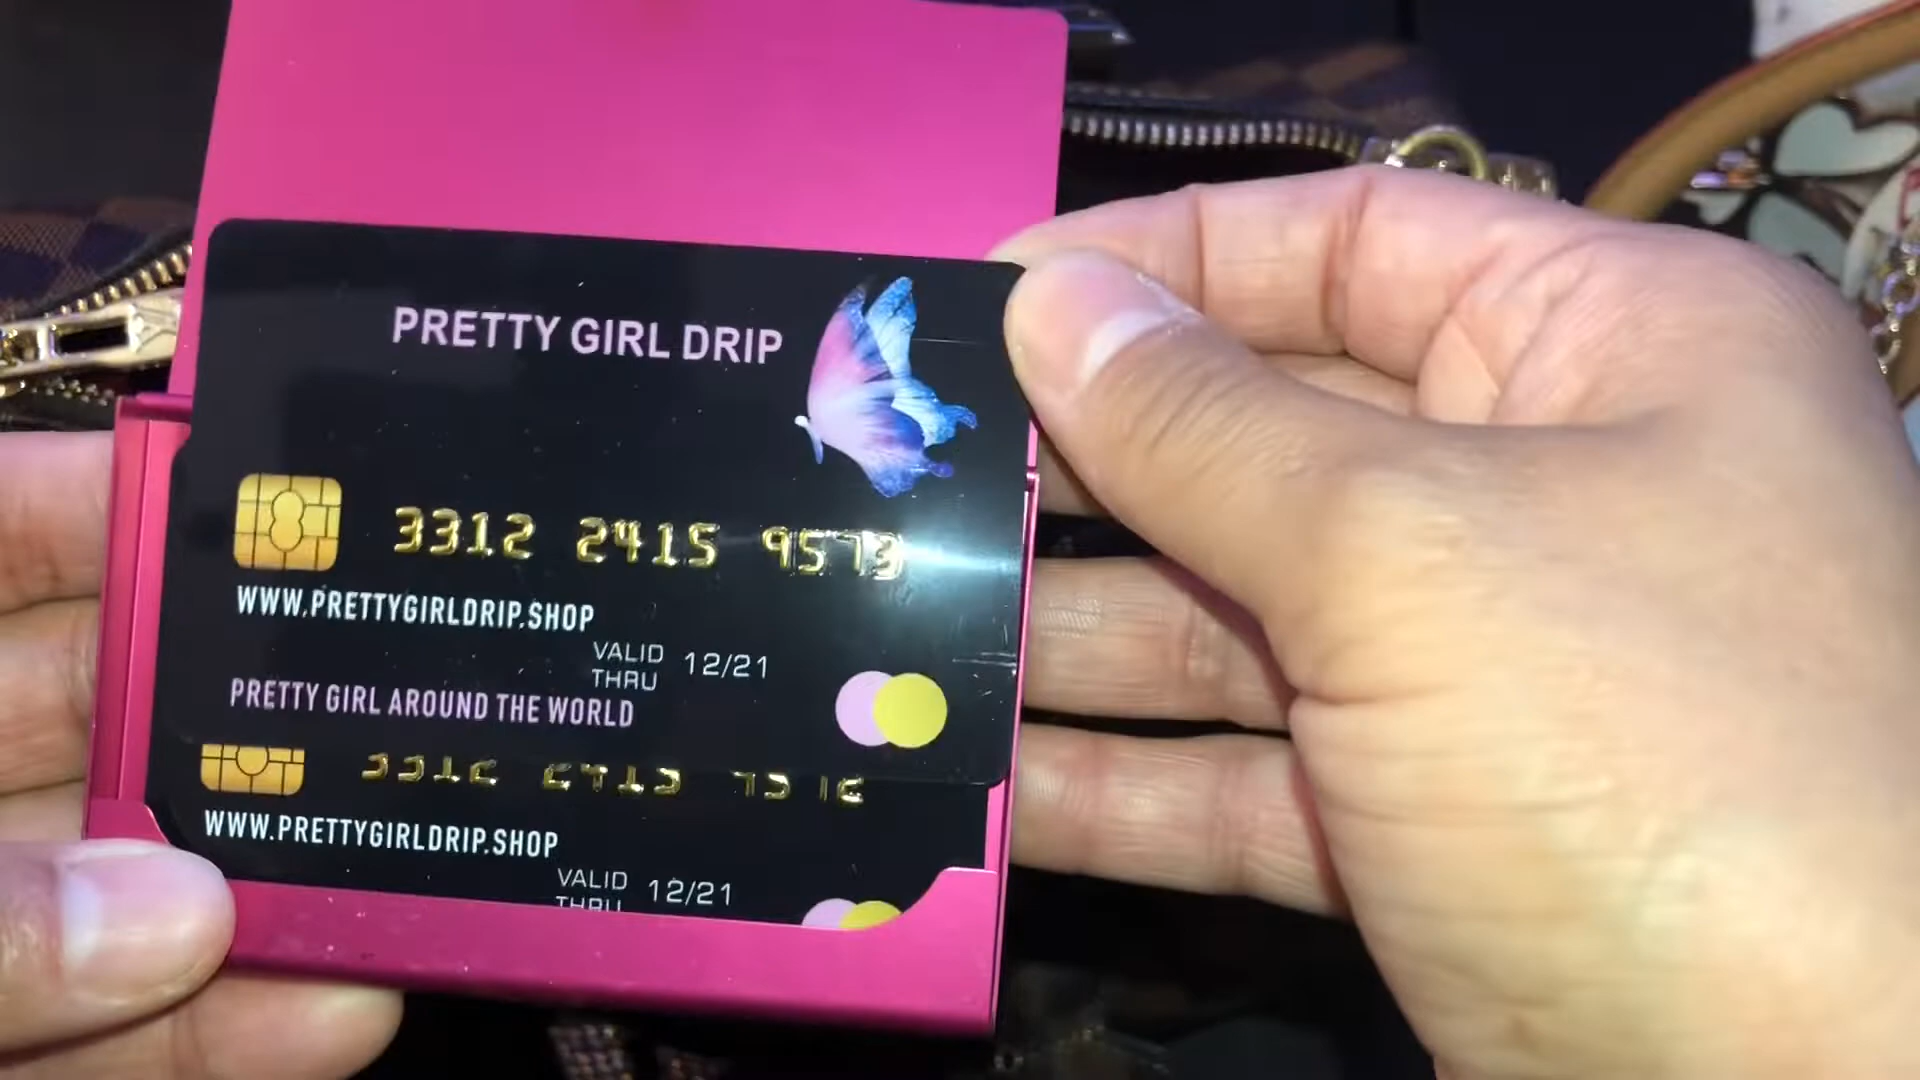 PRETTY GIRL DRIP
3312 2415 9573
WWW.PRETTYGIRLDRIP.SHOP
VALID THRU 12/21
PRETTY GIRL AROUND THE WORLD
WWW.PRETTYGIRLDRIP.SHOP
VALID THRU 12/21